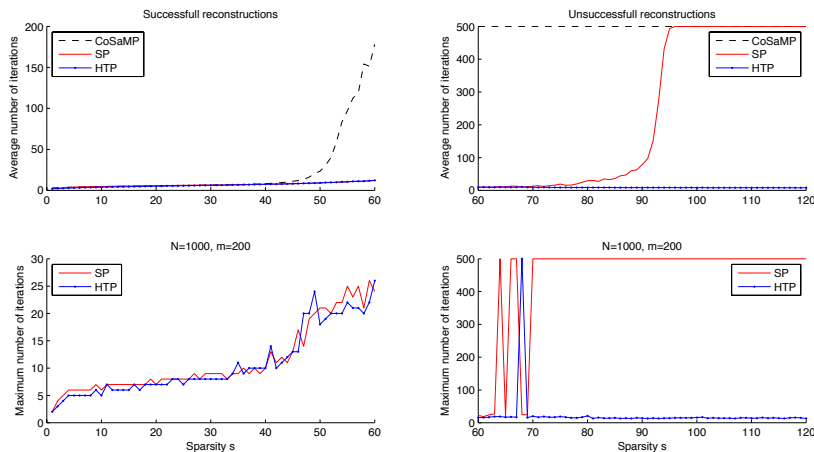 Successfull reconstructions
200
150
100
50
0
0
10
20
30
40
50
60
Average number of iterations
CoSaMP
SP
HTP
Unsuccessfull reconstructions
500
400
300
200
100
0
60
70
80
90
100
110
120
Average number of iterations
CoSaMP
SP
HTP
N=1000, m=200
30
25
20
15
10
5
0
0
10
20
30
40
50
60
Maximum number of iterations
Sparsity s
SP
HTP
N=1000, m=200
500
400
300
200
100
0
60
70
80
90
100
110
120
Maximum number of iterations
Sparsity s
SP
HTP